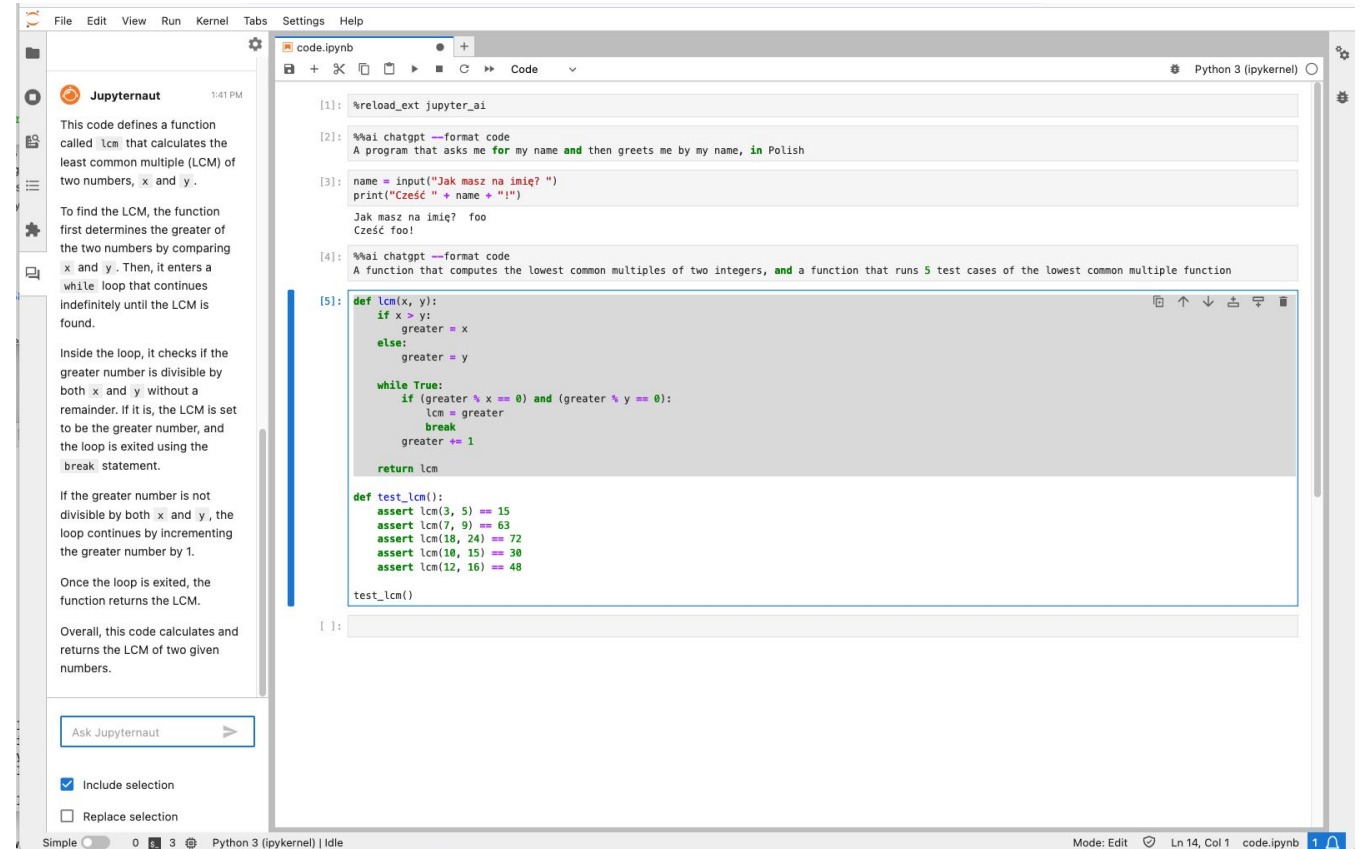 File Edit View Run Kernel Tabs Settings Help
Jupyternaut 1:41 PM
This code defines a function
called lcm that calculates the
least common multiple (LCM) of
two numbers, x and y.
To find the LCM, the function
first determines the greater of
the two numbers by comparing
x and y. Then, it enters a
while loop that continues
indefinitely until the LCM is
found.
Inside the loop, it checks if the
greater number is divisible by
both x and y without a
remainder. If it is, the LCM is set
to be the greater number, and
the loop is exited using the
break statement.
If the greater number is not
divisible by both x and y, the
loop continues by incrementing
the greater number by 1.
Once the loop is exited, the
function returns the LCM.
Overall, this code calculates and
returns the LCM of two given
numbers.
Ask Jupyternaut
Include selection
Replace selection
code.ipynb
Code
Python 3 (ipykernel)
[1]: %reload_ext jupyter_ai
[2]: %%ai chatgpt --format code
A program that asks me for my name and then greets me by my name, in Polish
[3]: name = input("Jak masz na imię? ")
print("Cześć " + name + "!")
Jak masz na imię? foo
Cześć foo!
[4]: %%ai chatgpt --format code
A function that computes the lowest common multiples of two integers, and a function that runs 5 test cases of the lowest common multiple function
[5]: def lcm(x, y):
    if x > y:
        greater = x
    else:
        greater = y
    while True:
        if (greater % x == 0) and (greater % y == 0):
            lcm = greater
            break
        greater += 1
    return lcm
def test_lcm():
    assert lcm(3, 5) == 15
    assert lcm(7, 9) == 63
    assert lcm(18, 24) == 72
    assert lcm(10, 15) == 30
    assert lcm(12, 16) == 48
test_lcm()
[ ]:
Simple 0 3 Python 3 (ipykernel) | Idle Mode: Edit Ln 14, Col 1 code.ipynb 1